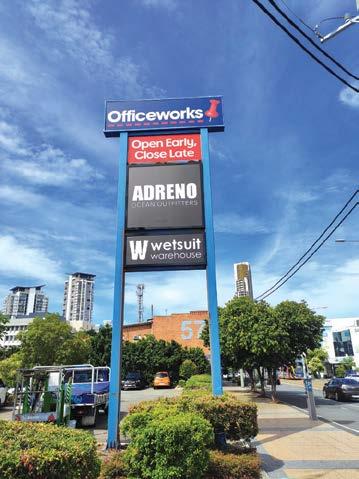 Officeworks
Open Early,
Close Late
ADRENO
OCEAN OUTFITTERS
W wetsuit
warehouse
57